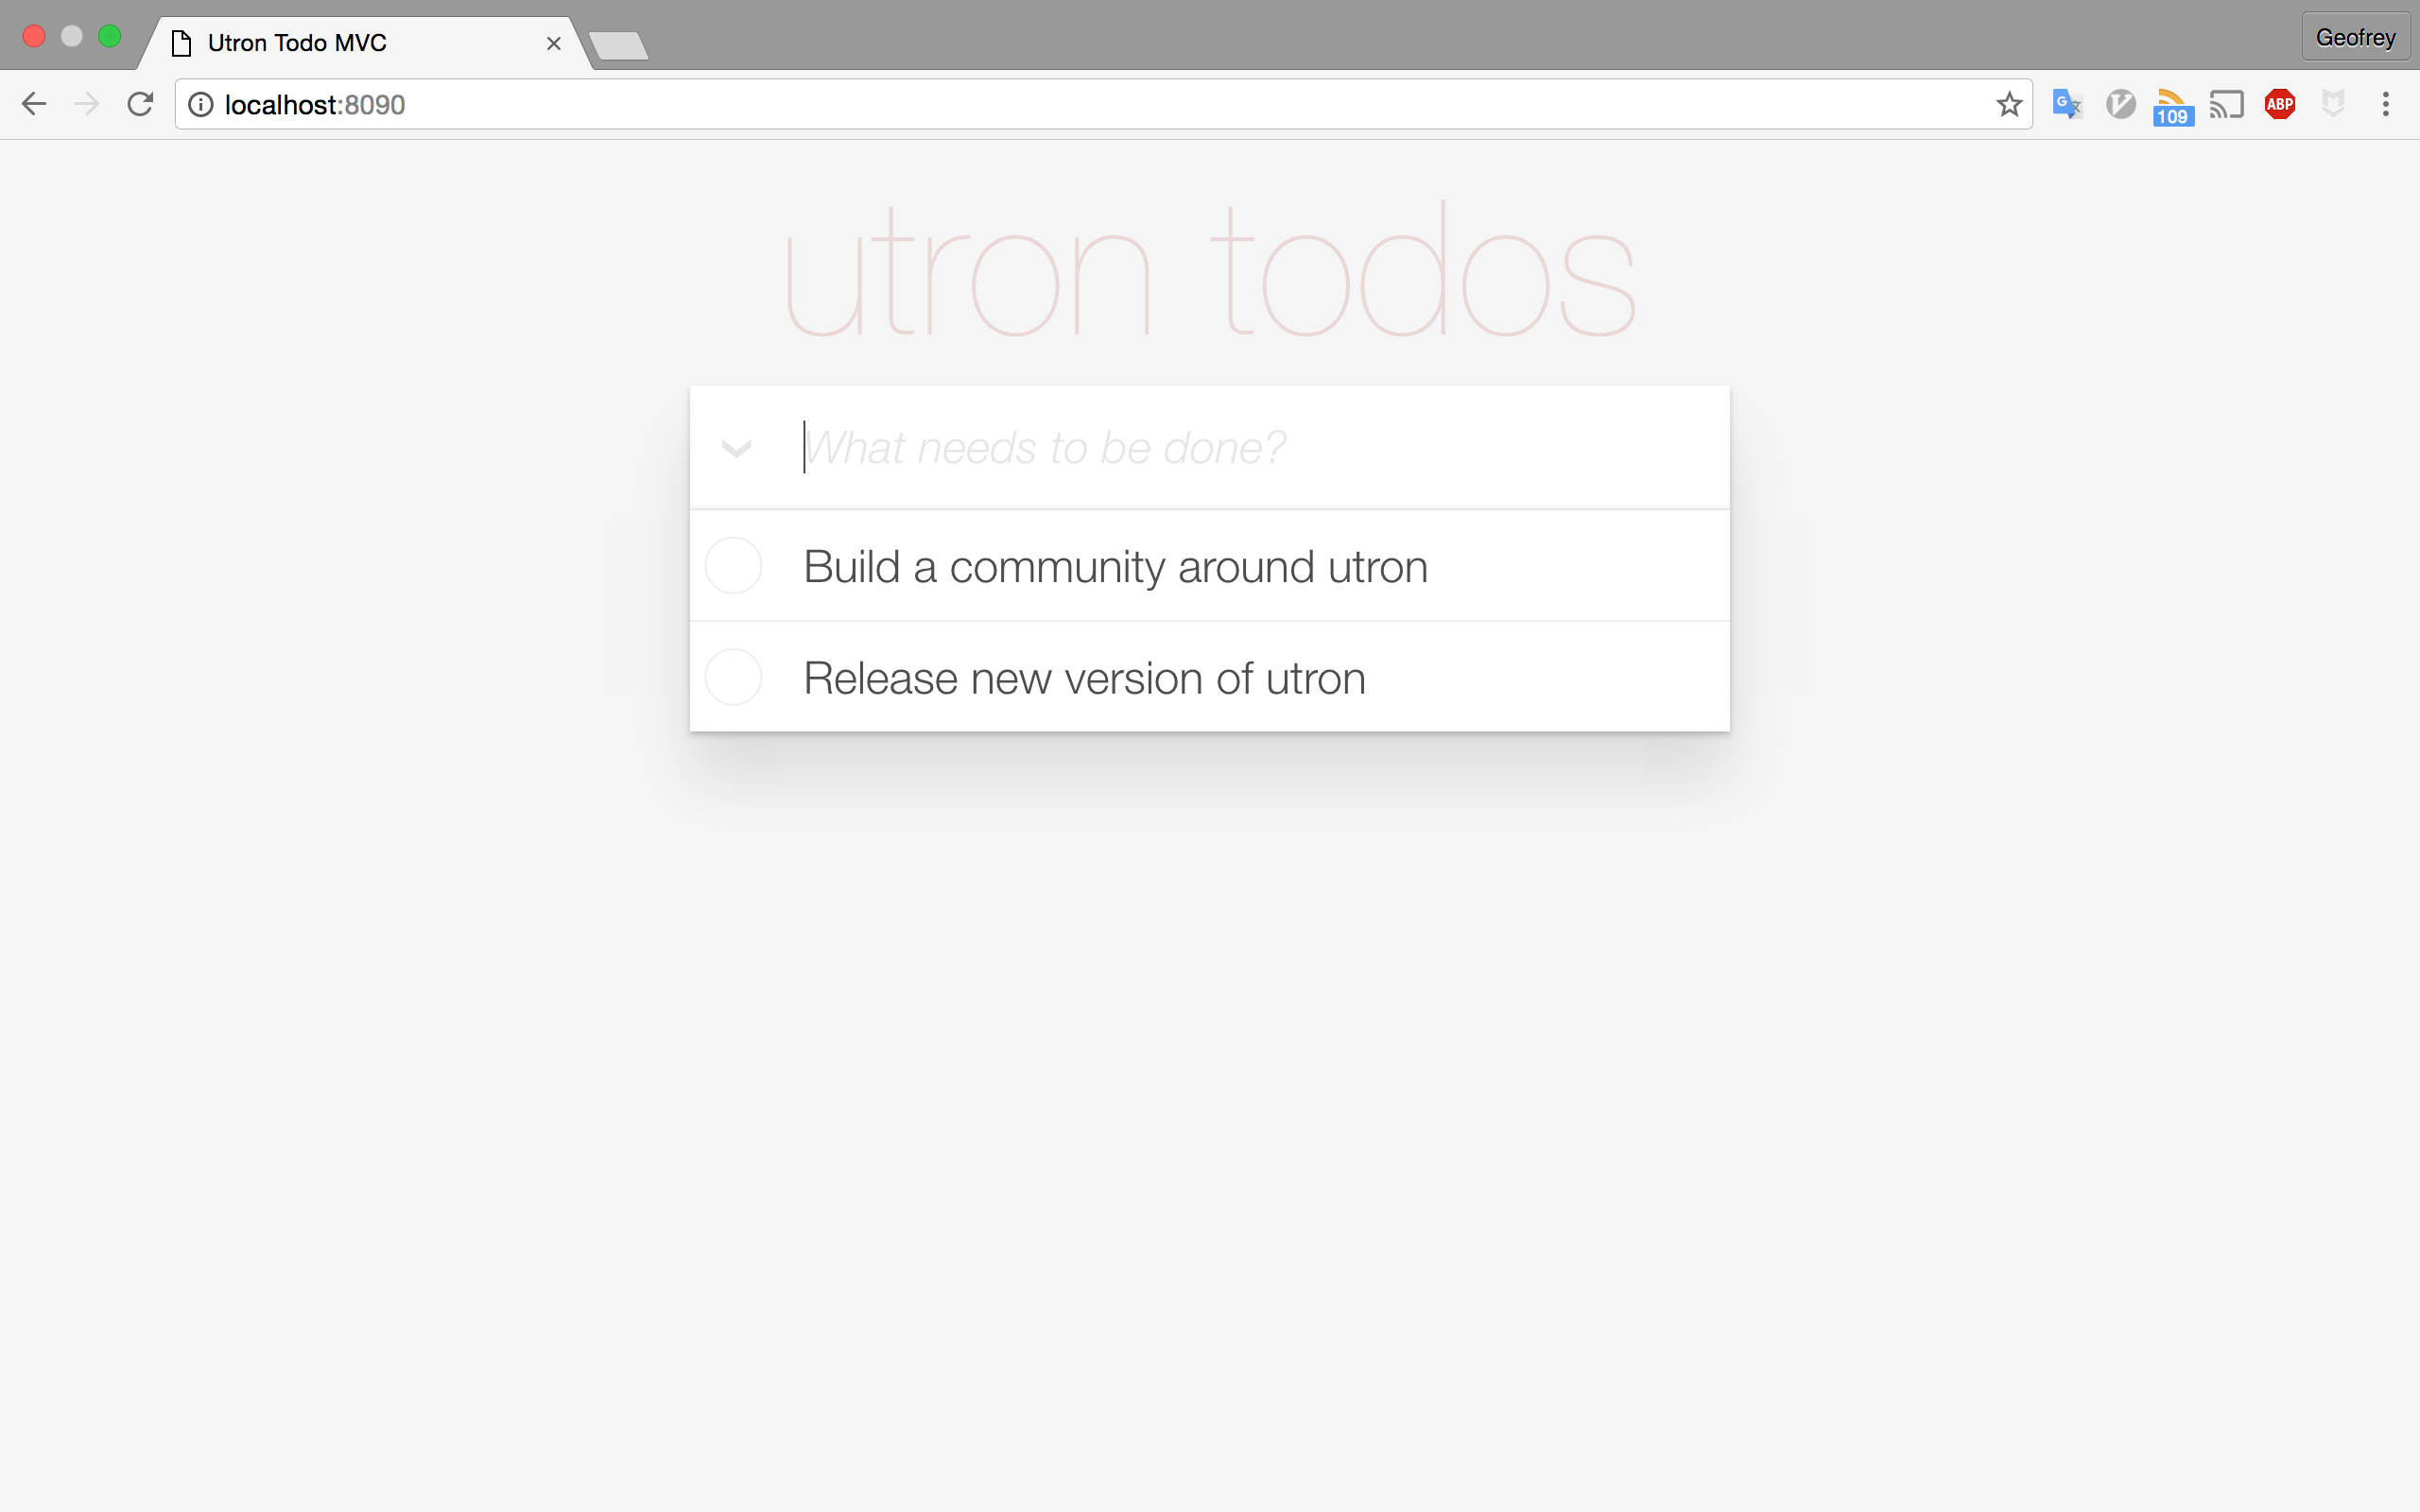 Utron Todo MVC
Geofrey
localhost:8090
G 文
109
ABP
utron todos
What needs to be done?
Build a community around utron
Release new version of utron